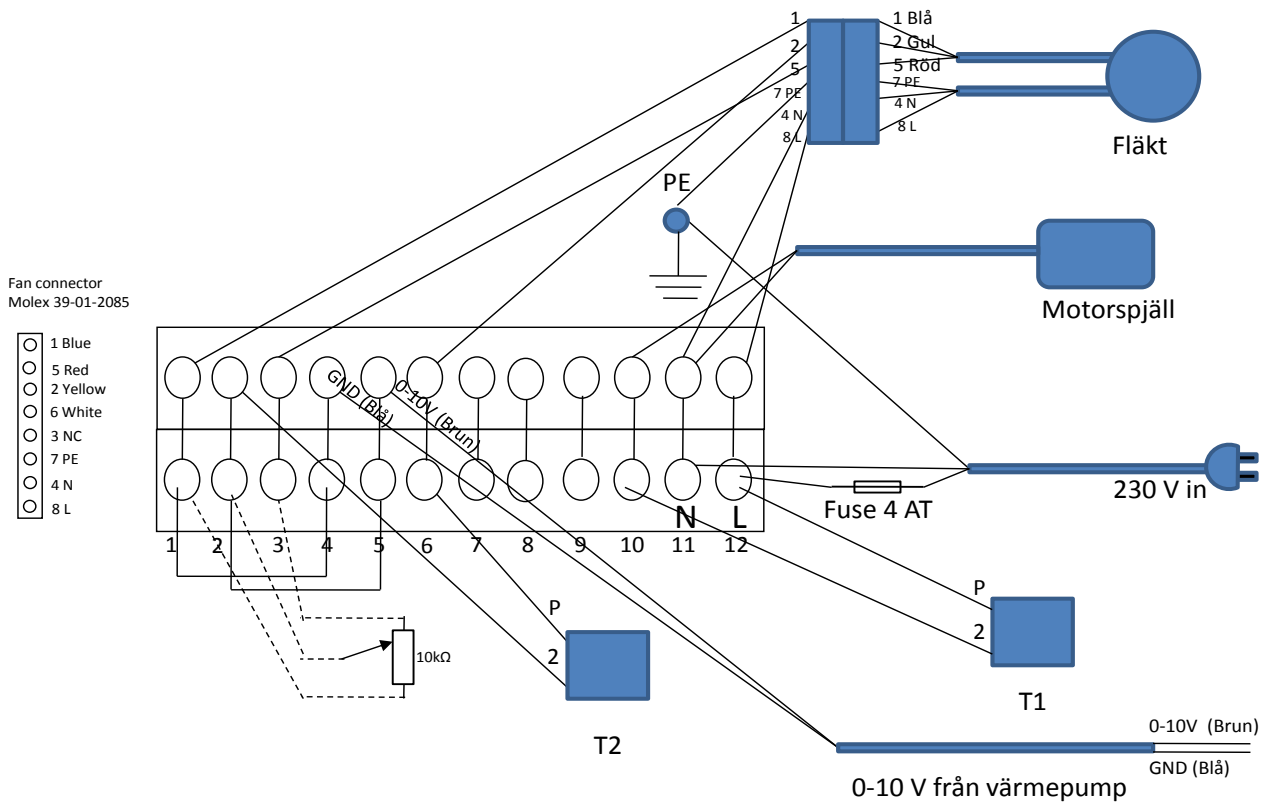 1
2
5
7 PE
4 N
8 L
1 Blå
2 Gul
5 Röd
7 PE
4 N
8 L
Fläkt
PE
Motorspjäll
Fan connector
Molex 39-01-2085
1 Blue
5 Red
2 Yellow
6 White
3 NC
7 PE
4 N
8 L
GND (Blå)
0-10V (Brun)
N
L
1 2 3 4 5 6 7 8 9 10 11 12
Fuse 4 AT
230 V in
10kΩ
P
2
T2
P
2
T1
0-10V (Brun)
GND (Blå)
0-10 V från värmepump